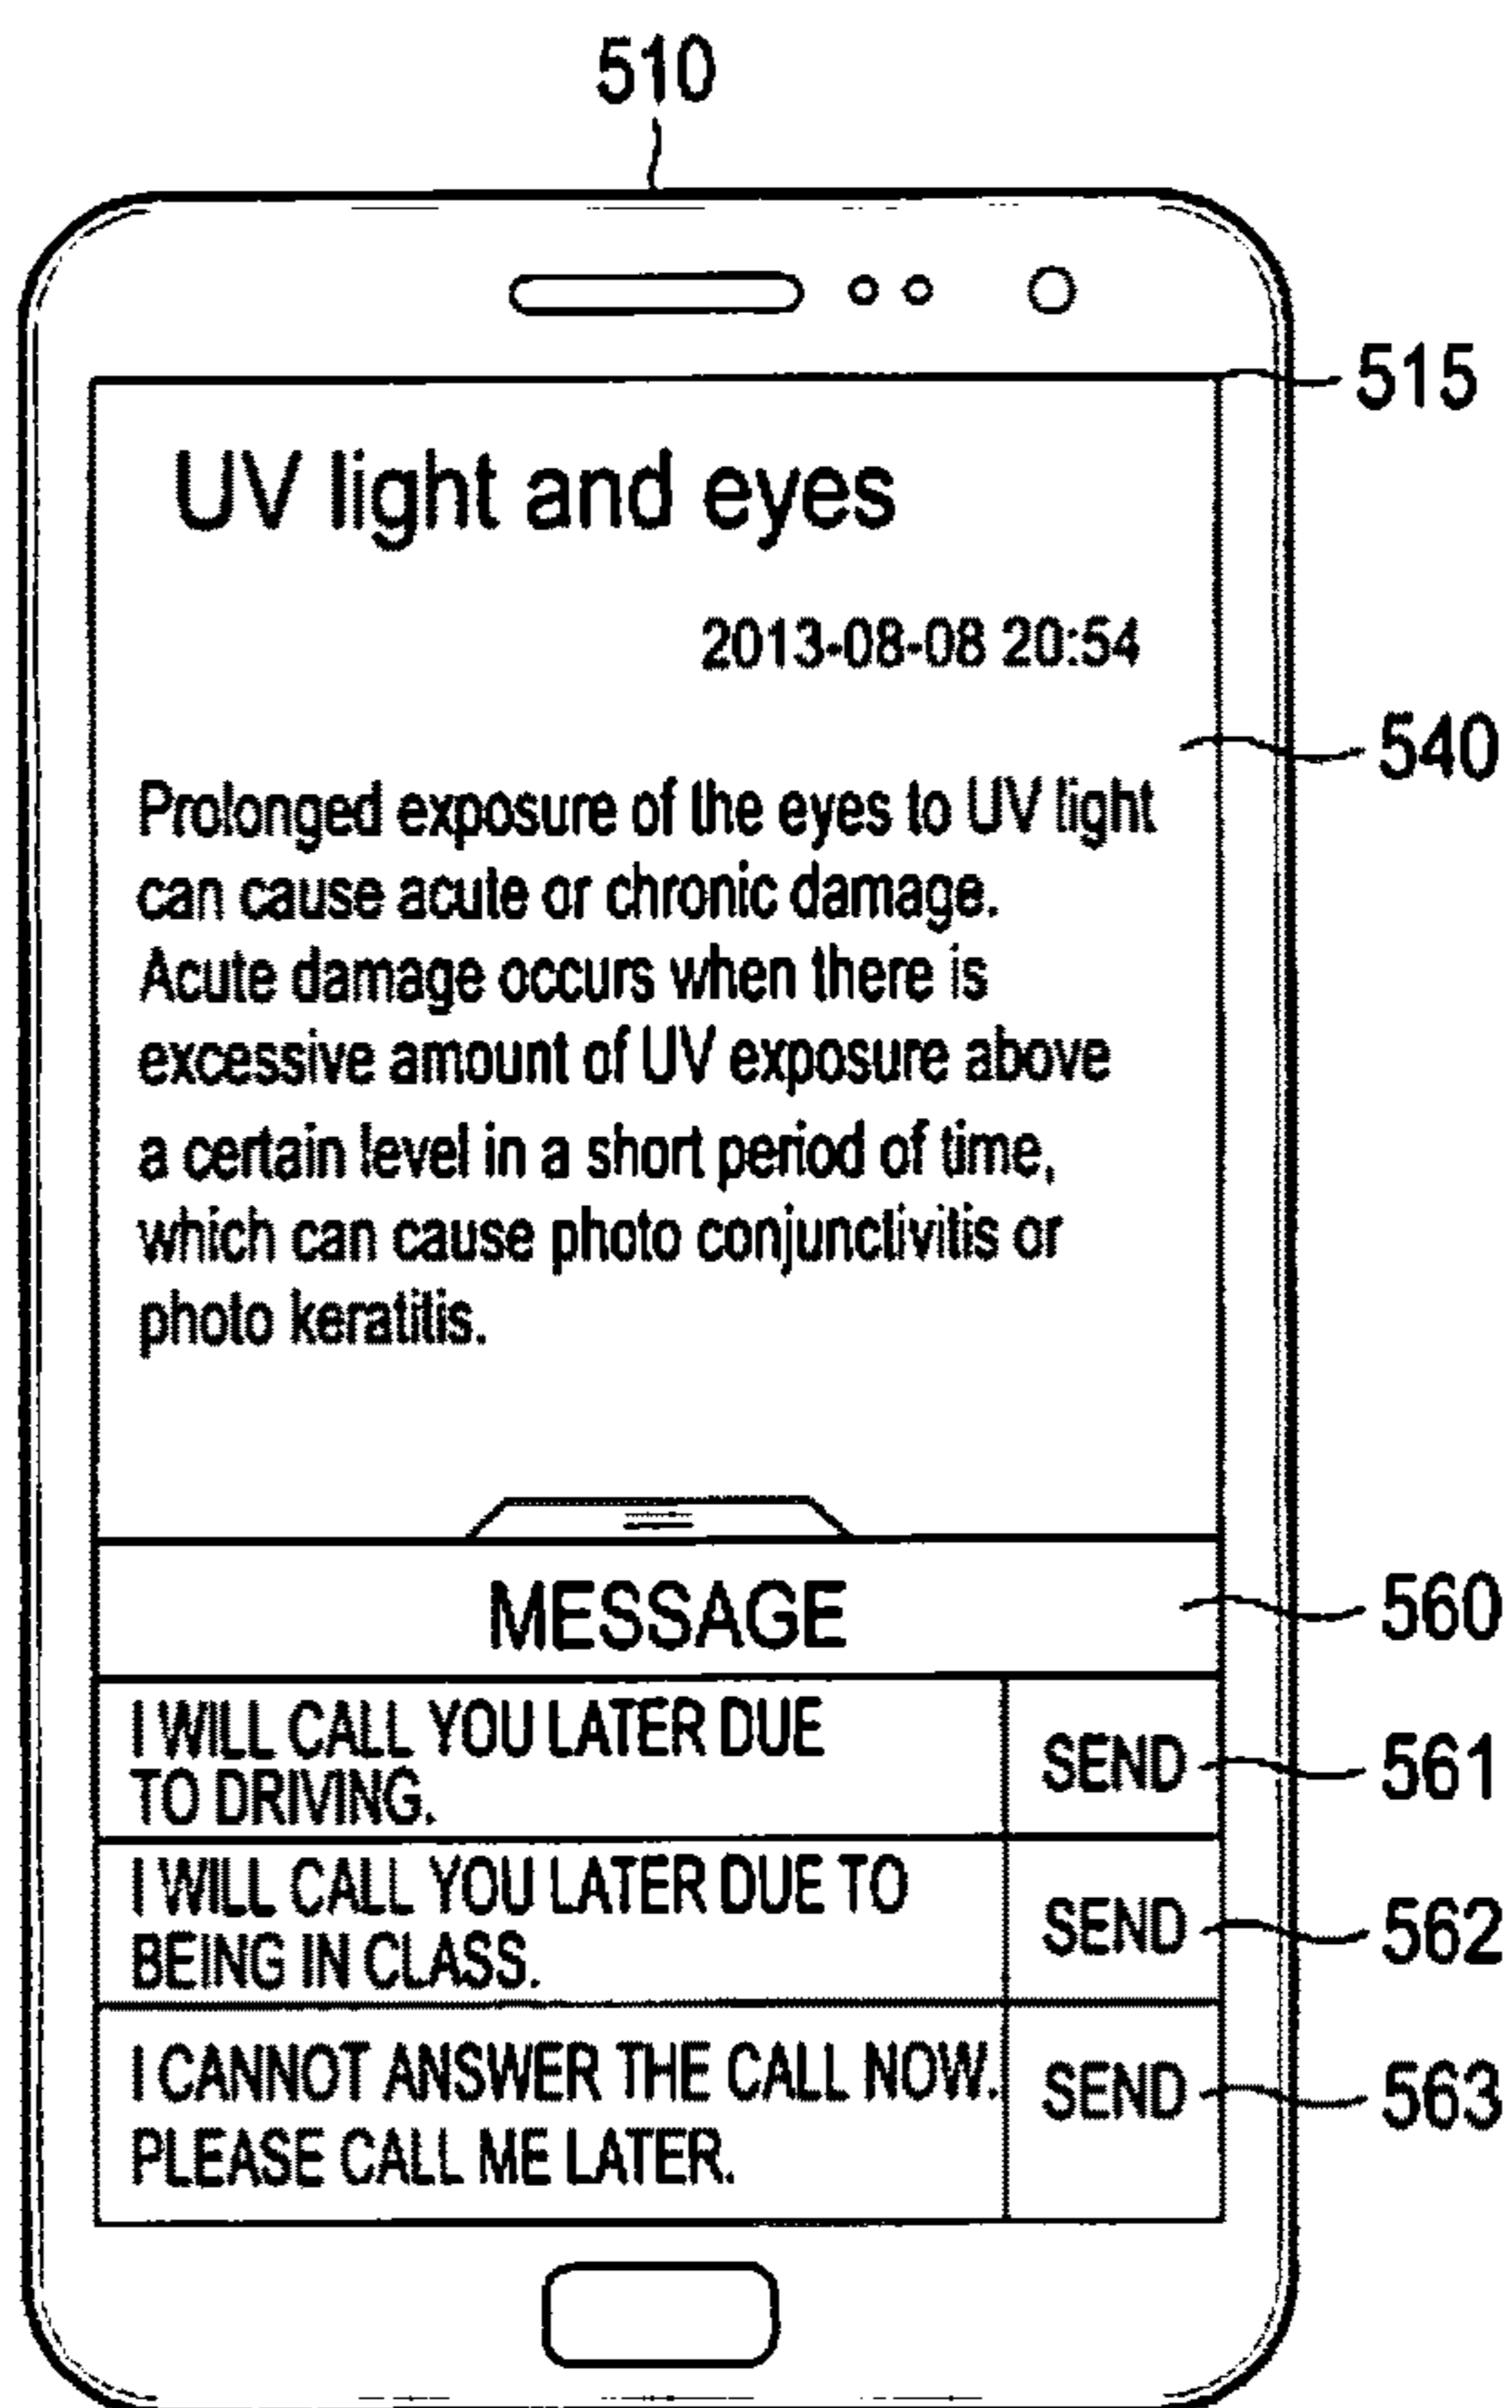 510
515
UV light and eyes
2013-08-08 20:54
540
Prolonged exposure of the eyes to UV light
can cause acute or chronic damage.
Acute damage occurs when there is
excessive amount of UV exposure above
a certain level in a short period of time,
which can cause photo conjunctivitis or
photo keratitis.
MESSAGE
560
I WILL CALL YOU LATER DUE
TO DRIVING.
SEND
561
I WILL CALL YOU LATER DUE TO
BEING IN CLASS.
SEND
562
I CANNOT ANSWER THE CALL NOW.
PLEASE CALL ME LATER.
SEND
563